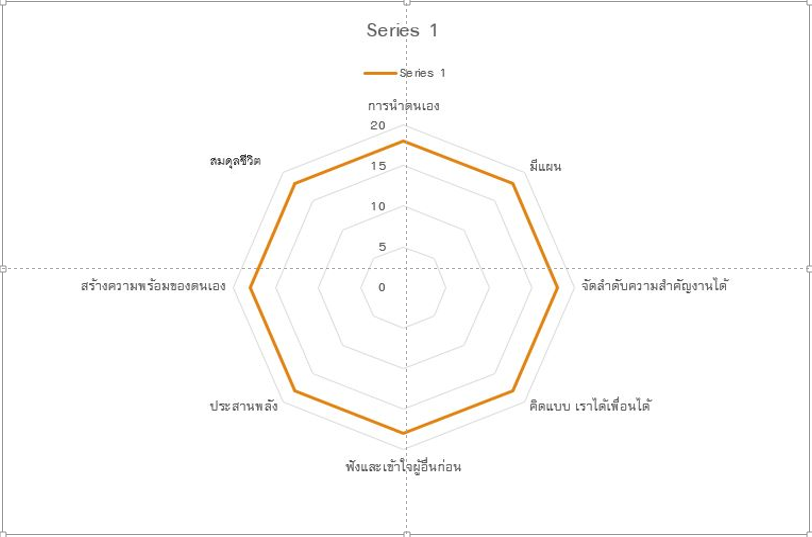 Series 1
Series 1
การนำตนเอง
20
สมดุลชีวิต
มีแผน
15
10
5
สร้างความพร้อมของตนเอง
0
จัดลำดับความสำคัญงานได้
ประสานพลัง
คิดแบบ เราได้เพื่อนได้
ฟังและเข้าใจผู้อื่นก่อน